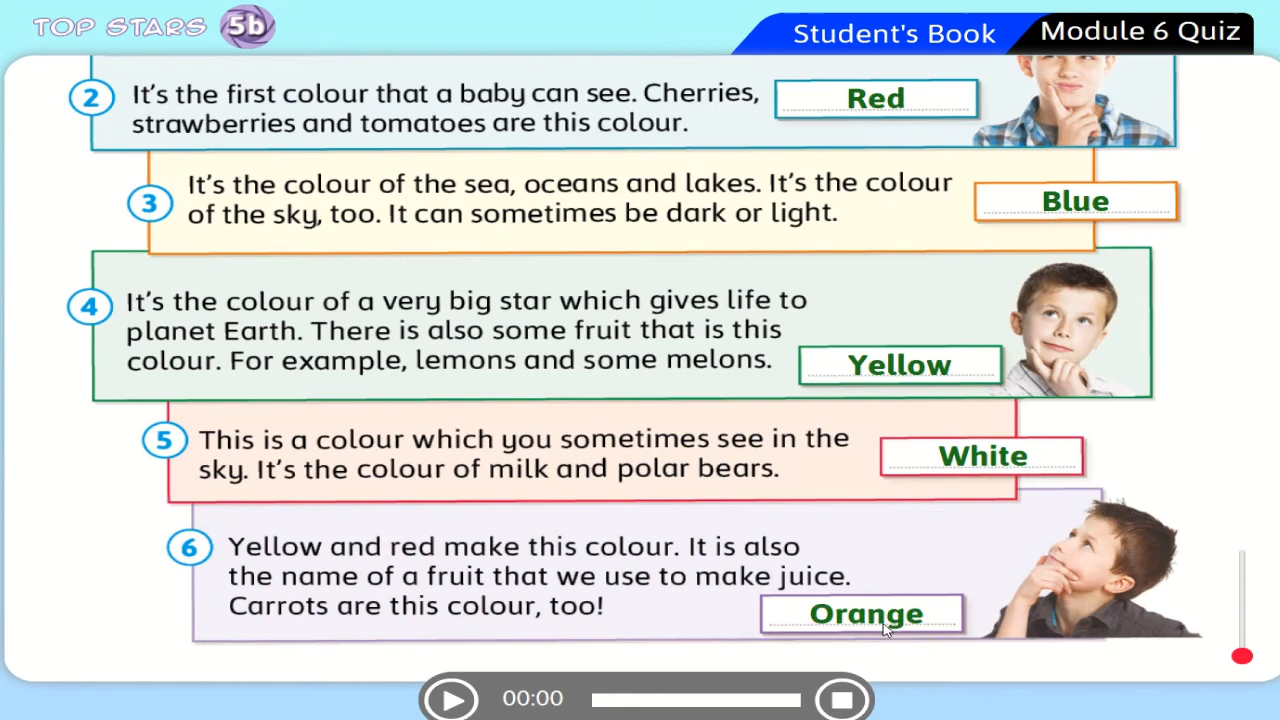 TOP STARS 5b
Student's Book
Module 6 Quiz
2
It's the first colour that a baby can see. Cherries,
strawberries and tomatoes are this colour.
Red
3
It's the colour of the sea, oceans and lakes. It's the colour
of the sky, too. It can sometimes be dark or light.
Blue
4
It's the colour of a very big star which gives life to
planet Earth. There is also some fruit that is this
colour. For example, lemons and some melons.
Yellow
5
This is a colour which you sometimes see in the
sky. It's the colour of milk and polar bears.
White
6
Yellow and red make this colour. It is also
the name of a fruit that we use to make juice.
Carrots are this colour, too!
Orange
00:00